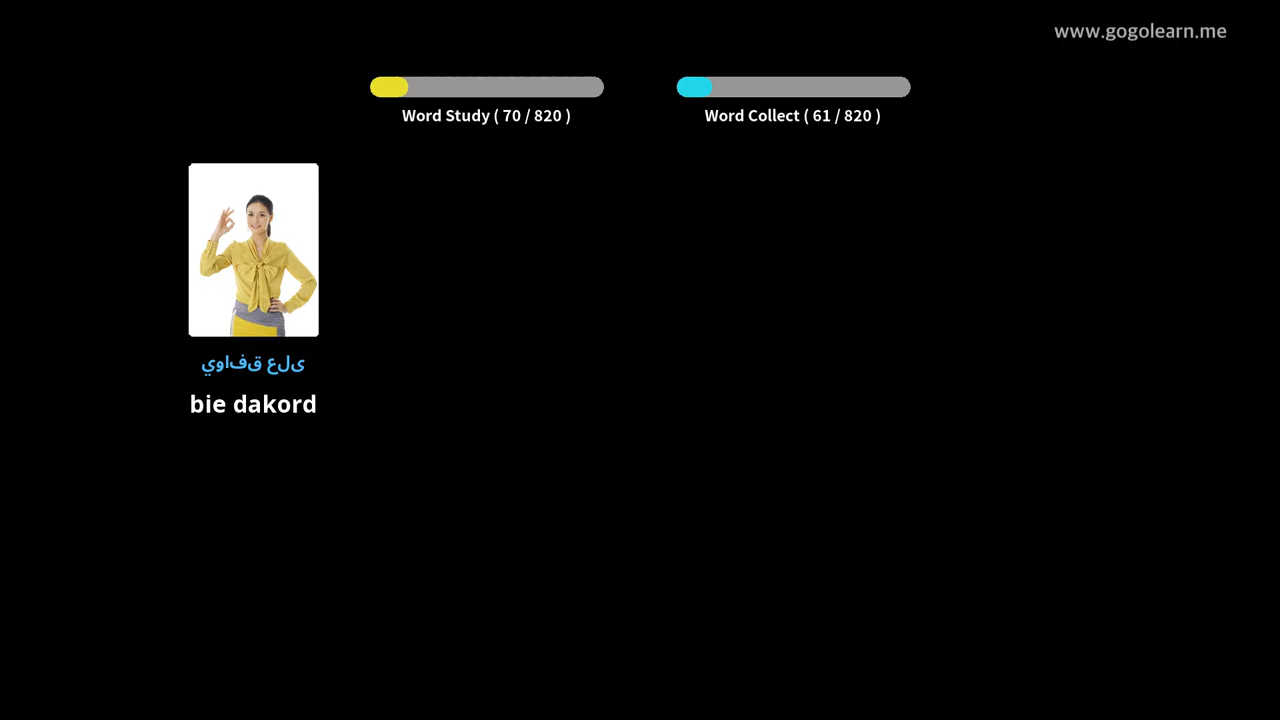 www.gogolearn.me
Word Study ( 70 / 820 )
Word Collect ( 61 / 820 )
يوافق على
bie dakord